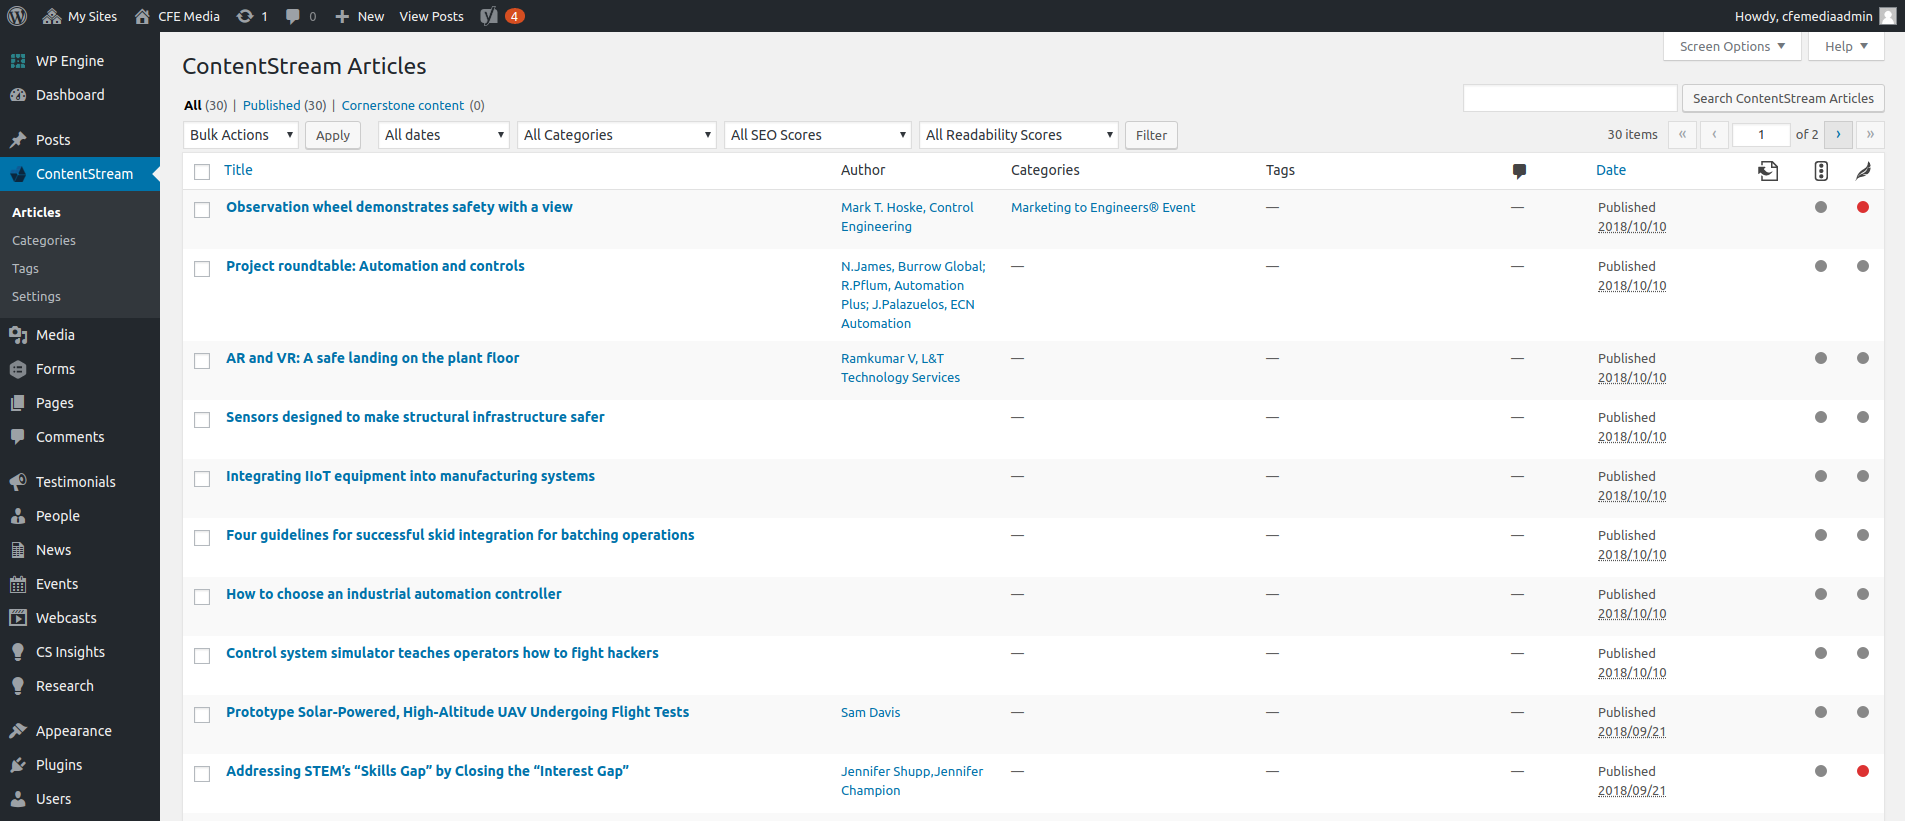 My Sites CFE Media 1 0 New View Posts 4 Howdy, cfemediaadmin
WP Engine
Dashboard
Posts
ContentStream
Articles
Categories
Tags
Settings
Media
Forms
Pages
Comments
Testimonials
People
News
Events
Webcasts
CS Insights
Research
Appearance
Plugins
Users
Screen Options Help
ContentStream Articles
All (30) | Published (30) | Cornerstone content (0)
Search ContentStream Articles
Bulk Actions Apply All dates All Categories All SEO Scores All Readability Scores Filter 30 items « ‹ 1 of 2 › »
Title Author Categories Tags Date
Observation wheel demonstrates safety with a view Mark T. Hoske, Control Marketing to Engineers® Event — — Published
Engineering 2018/10/10
Project roundtable: Automation and controls N.James, Burrow Global; — — — Published
R.Pflum, Automation 2018/10/10
Plus; J.Palazuelos, ECN
Automation
AR and VR: A safe landing on the plant floor Ramkumar V, L&T — — — Published
Technology Services 2018/10/10
Sensors designed to make structural infrastructure safer — — — Published
2018/10/10
Integrating IIoT equipment into manufacturing systems — — — Published
2018/10/10
Four guidelines for successful skid integration for batching operations — — — Published
2018/10/10
How to choose an industrial automation controller — — — Published
2018/10/10
Control system simulator teaches operators how to fight hackers — — — Published
2018/10/10
Prototype Solar-Powered, High-Altitude UAV Undergoing Flight Tests Sam Davis — — — Published
2018/09/21
Addressing STEM’s “Skills Gap” by Closing the “Interest Gap” Jennifer Shupp,Jennifer — — — Published
Champion 2018/09/21